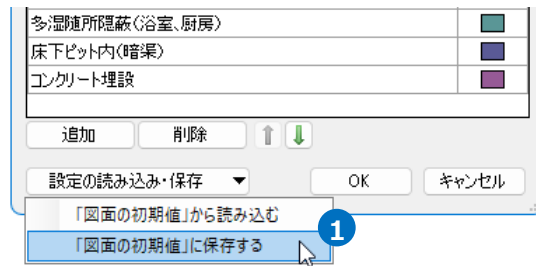 多湿随所隠蔽(浴室、厨房)
床下ピット内(暗渠)
コンクリート埋設
追加 削除
設定の読み込み・保存 OK キャンセル
「図面の初期値」から読み込む
「図面の初期値」に保存する 1